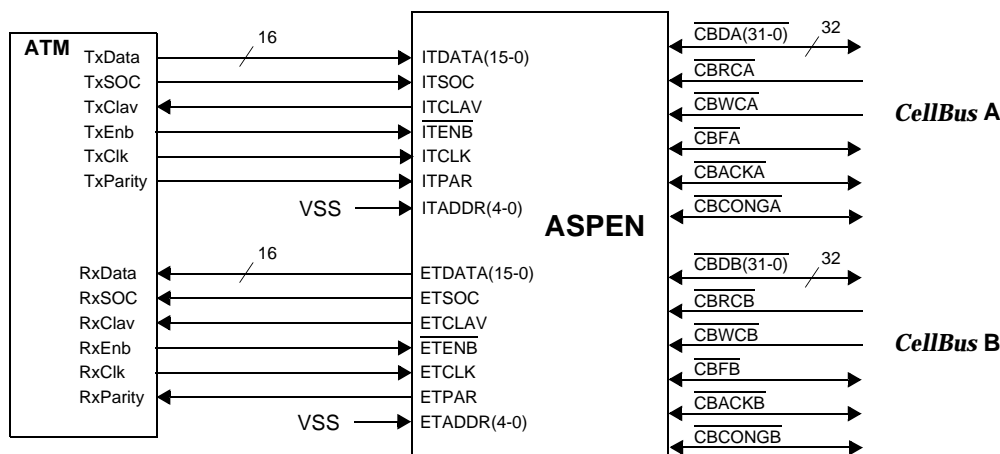 ATM
TxData
TxSOC
TxClav
TxEnb
TxClk
TxParity
RxData
RxSOC
RxClav
RxEnb
RxClk
RxParity
16
VSS
16
VSS
ITDATA(15-0)
ITSOC
ITCLAV
ITENB
ITCLK
ITPAR
ITADDR(4-0)
ASPEN
ETDATA(15-0)
ETSOC
ETCLAV
ETENB
ETCLK
ETPAR
ETADDR(4-0)
CBDA(31-0)
32
CBRCA
CBWCA
CBFA
CBACKA
CBCONGA
CellBus A
CBDB(31-0)
32
CBRCB
CBWCB
CBFB
CBACKB
CBCONGB
CellBus B